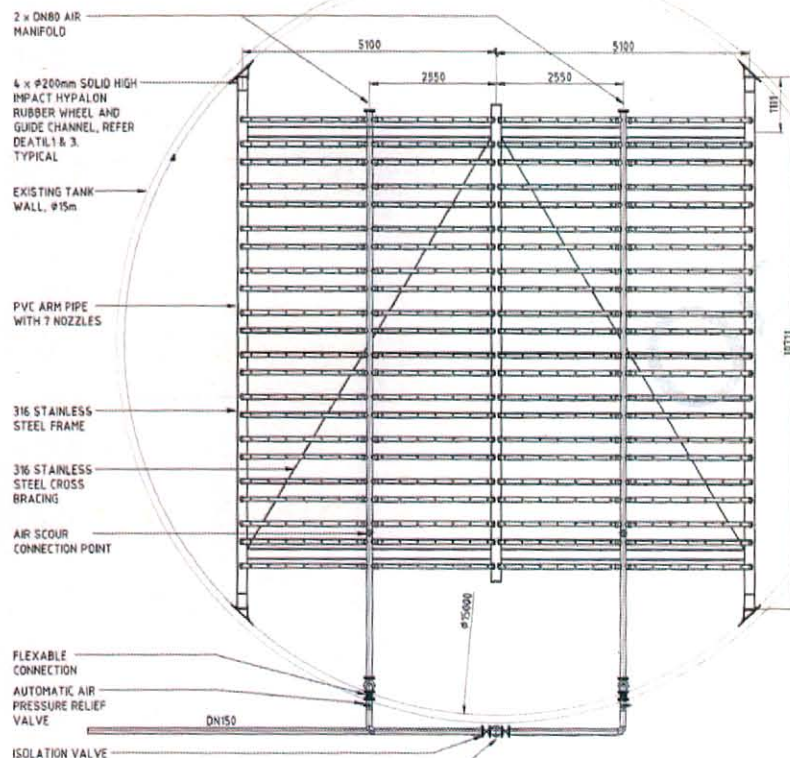 2 x DN80 AIR
MANIFOLD
5100
5100
2550
2550
4 x Ø200mm SOLID HIGH
IMPACT HYPALON
RUBBER WHEEL AND
GUIDE CHANNEL, REFER
DEATIL1 & 3.
TYPICAL
EXISTING TANK
WALL, Ø15m
PVC ARM PIPE
WITH 7 NOZZLES
316 STAINLESS
STEEL FRAME
316 STAINLESS
STEEL CROSS
BRACING
AIR SCOUR
CONNECTION POINT
Ø15000
FLEXABLE
CONNECTION
AUTOMATIC AIR
PRESSURE RELIEF
VALVE
DN150
ISOLATION VALVE